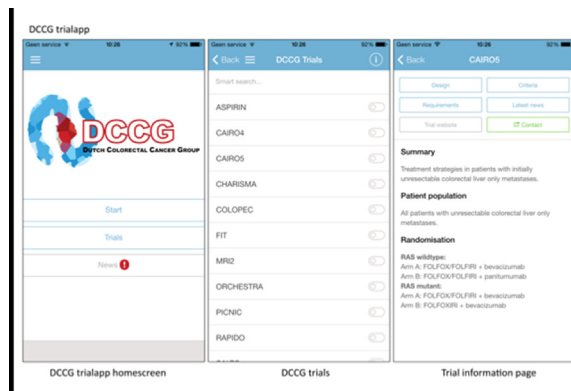 DCCG trialapp
Geen service 10:26 92%
DCCG
DUTCH COLORECTAL CANCER GROUP
Start
Trials
News !
DCCG trialapp homescreen
Geen service 10:26 92%
Back DCCG Trials i
Smart search...
ASPIRIN
CAIRO4
CAIRO5
CHARISMA
COLOPEC
FIT
MRI2
ORCHESTRA
PICNIC
RAPIDO
DCCG trials
Geen service 10:26 92%
Back CAIRO5
Design Criteria
Requirements Latest news
Trial website Contact
Summary
Treatment strategies in patients with initially
unresectable colorectal liver only metastases.
Patient population
All patients with unresectable colorectal liver only
metastases.
Randomisation
RAS wildtype:
Arm A: FOLFOX/FOLFIRI + bevacizumab
Arm B: FOLFOX/FOLFIRI + panitumumab
RAS mutant:
Arm A: FOLFOX/FOLFIRI + bevacizumab
Arm B: FOLFOXIRI + bevacizumab
Trial information page